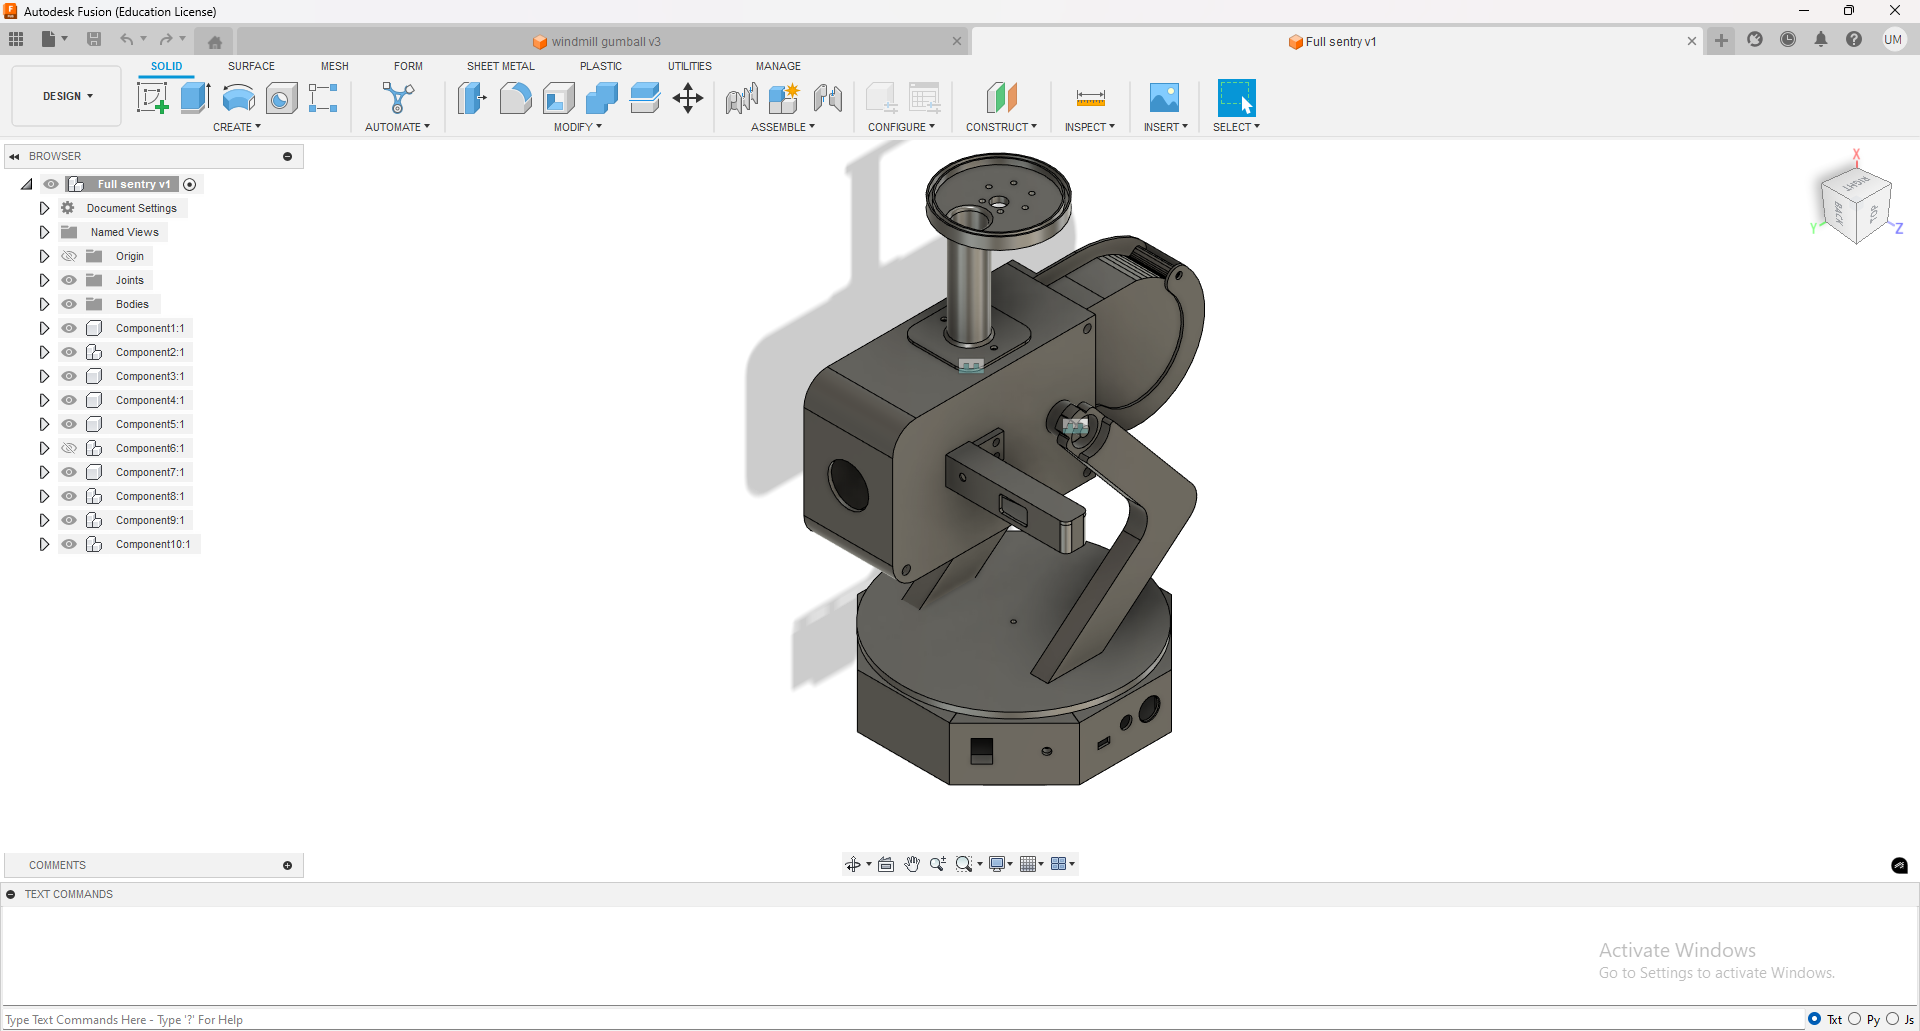 Autodesk Fusion (Education License)
windmill gumball v3
Full sentry v1
UM
DESIGN
SOLID
SURFACE
MESH
FORM
SHEET METAL
PLASTIC
UTILITIES
MANAGE
CREATE
AUTOMATE
MODIFY
ASSEMBLE
CONFIGURE
CONSTRUCT
INSPECT
INSERT
SELECT
BROWSER
Full sentry v1
Document Settings
Named Views
Origin
Joints
Bodies
Component1:1
Component2:1
Component3:1
Component4:1
Component5:1
Component6:1
Component7:1
Component8:1
Component9:1
Component10:1
X
RIGHT
BACK
TOP
Y
Z
COMMENTS
TEXT COMMANDS
Activate Windows
Go to Settings to activate Windows.
Type Text Commands Here - Type '?' For Help
Txt Py Js